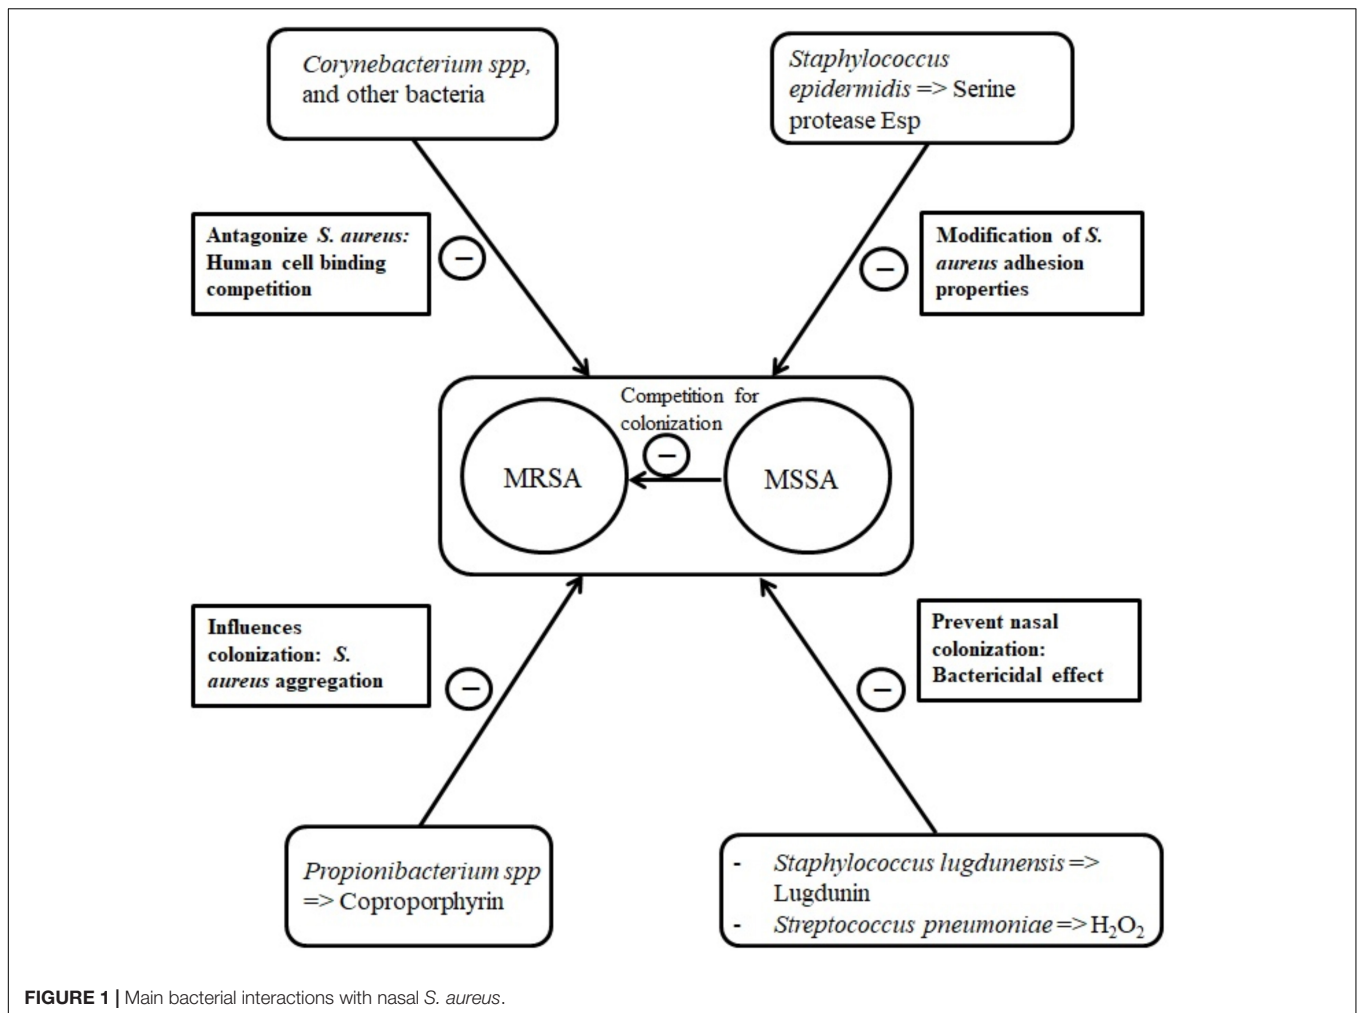 Corynebacterium spp,
and other bacteria
Staphylococcus
epidermidis => Serine
protease Esp
Antagonize S. aureus:
Human cell binding
competition
−
−
Modification of S.
aureus adhesion
properties
Competition for
colonization
−
MRSA
MSSA
Influences
colonization: S.
aureus aggregation
−
−
Prevent nasal
colonization:
Bactericidal effect
Propionibacterium spp
=> Coproporphyrin
- Staphylococcus lugdunensis =>
Lugdunin
- Streptococcus pneumoniae => H₂O₂
FIGURE 1 | Main bacterial interactions with nasal S. aureus.